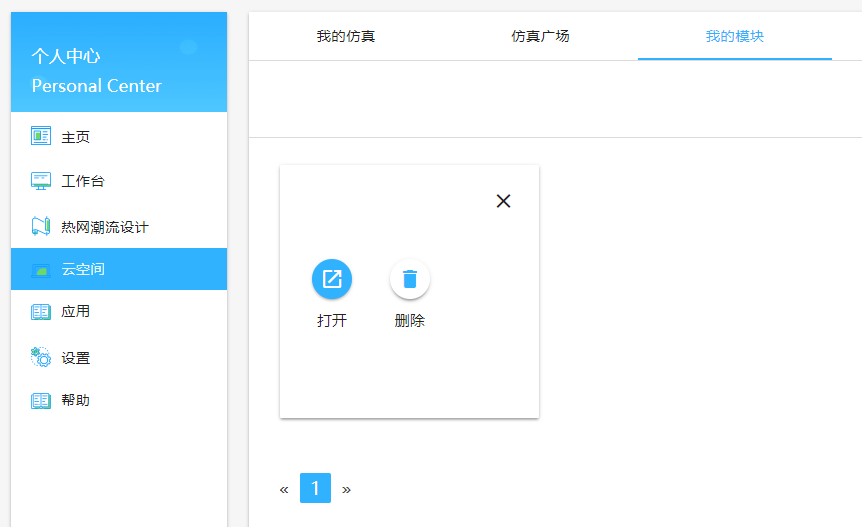 个人中心
Personal Center
主页
工作台
热网潮流设计
云空间
应用
设置
帮助
我的仿真 仿真广场 我的模块
打开 删除
« 1 »